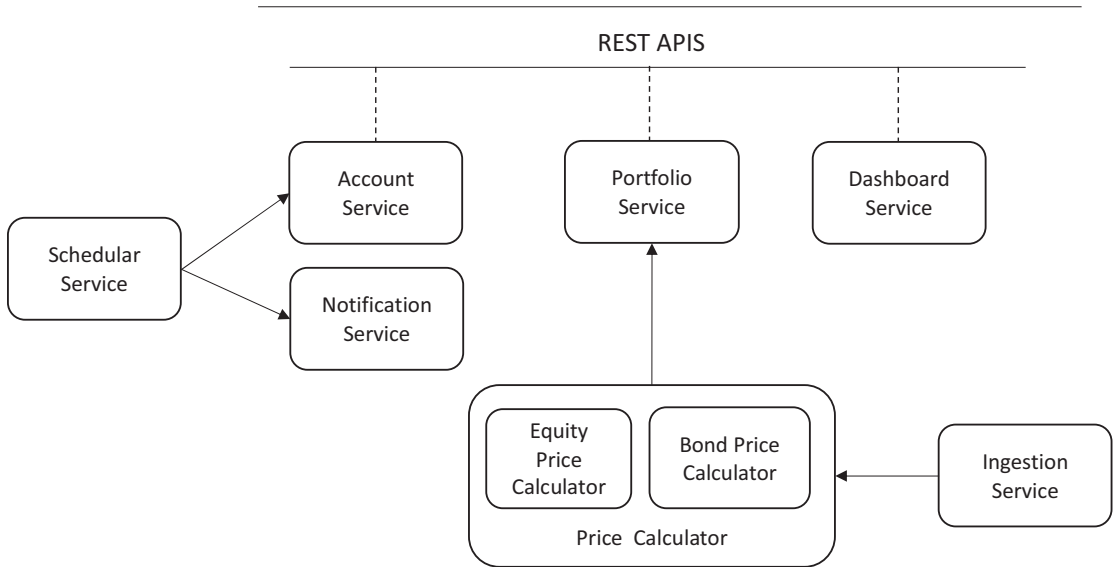 REST APIS
Account
Service
Portfolio
Service
Dashboard
Service
Schedular
Service
Notification
Service
Equity
Price
Calculator
Bond Price
Calculator
Price Calculator
Ingestion
Service